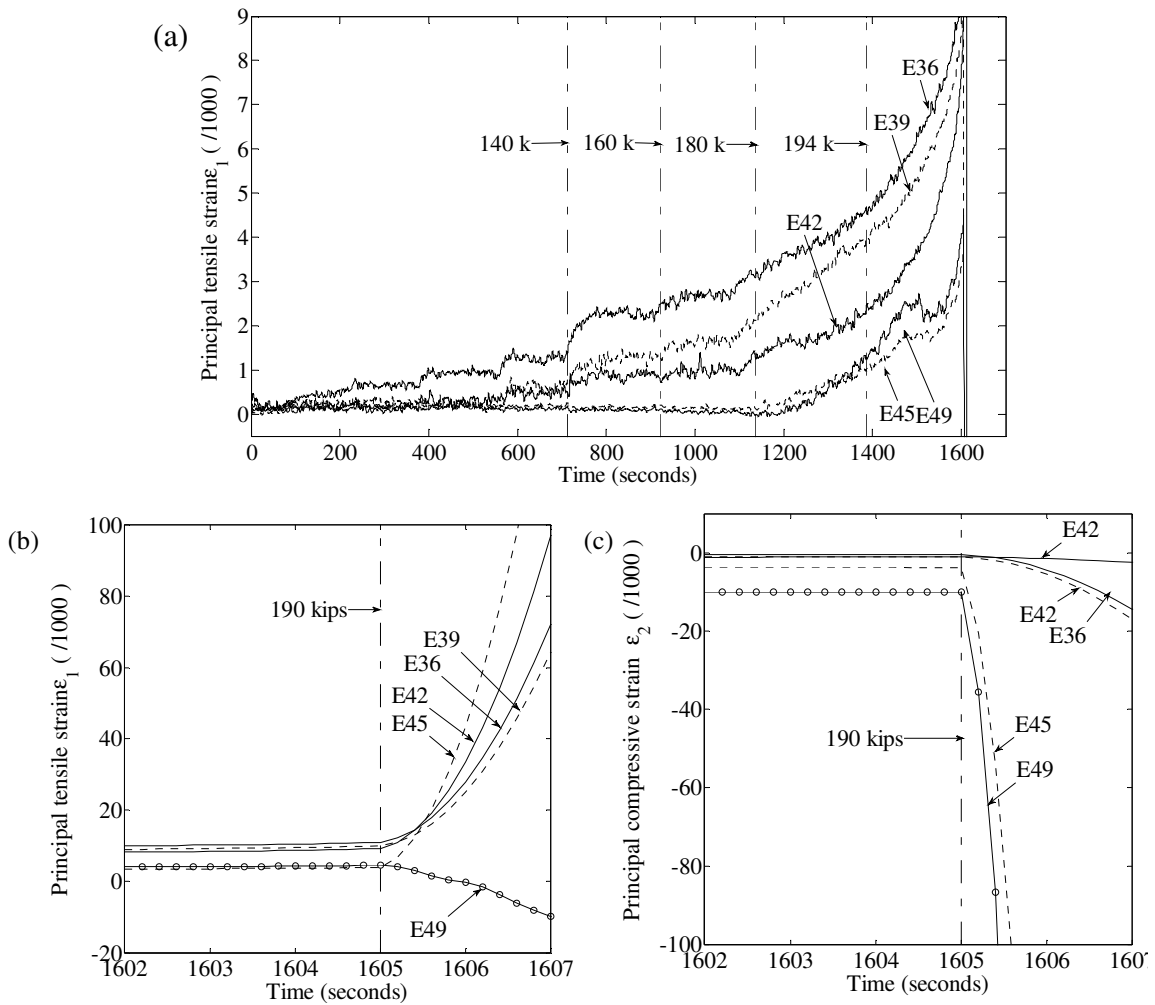 (a)
Principal tensile strainε1 ( /1000)
9
8
7
6
5
4
3
2
1
0
0 200 400 600 800 1000 1200 1400 1600
Time (seconds)
140 k
160 k
180 k
194 k
E36
E39
E42
E45
E49
(b)
Principal tensile strainε1 ( /1000)
100
80
60
40
20
0
-20
1602 1603 1604 1605 1606 1607
Time (seconds)
190 kips
E39
E36
E42
E45
E49
(c)
Principal compressive strain ε2 ( /1000)
0
-20
-40
-60
-80
-100
1602 1603 1604 1605 1606 1607
Time (seconds)
190 kips
E42
E42
E36
E45
E49